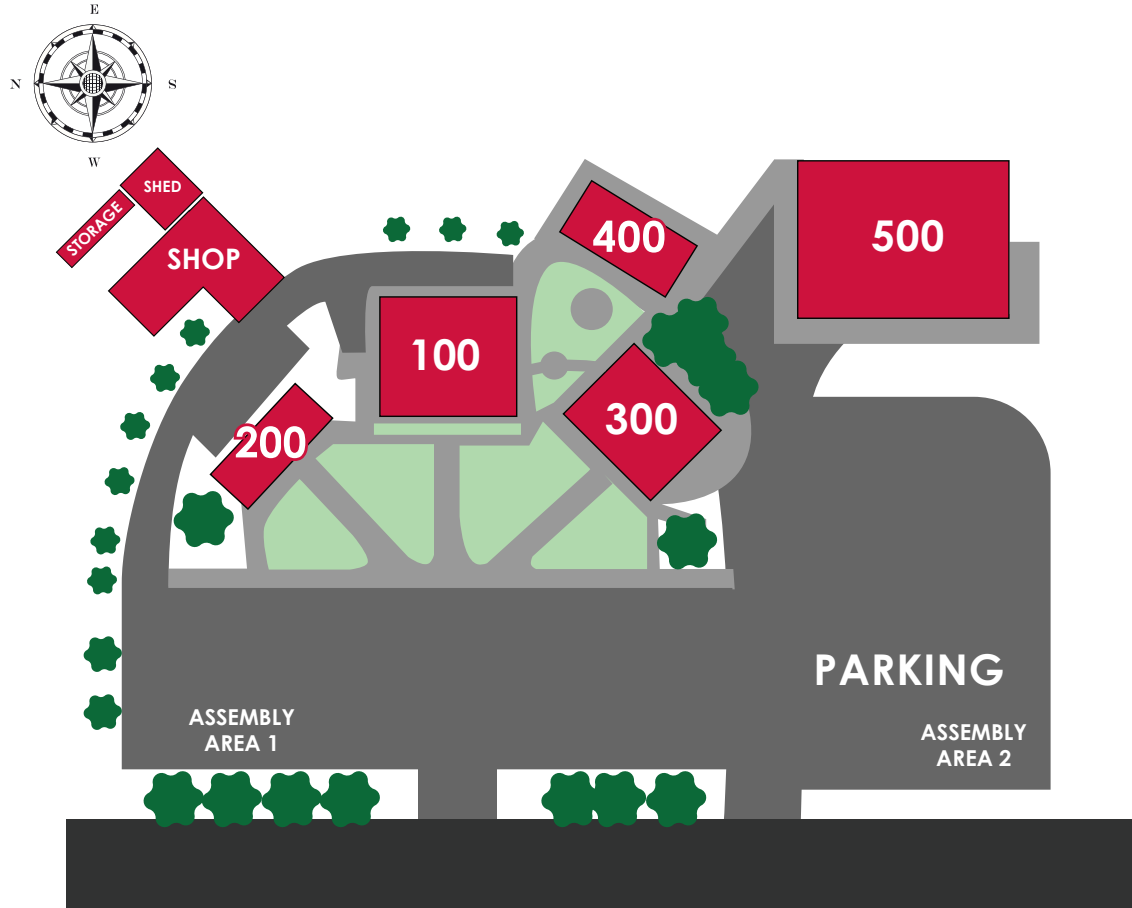 E
N
S
W
SHED
STORAGE
SHOP
400
500
100
300
200
PARKING
ASSEMBLY
AREA 1
ASSEMBLY
AREA 2